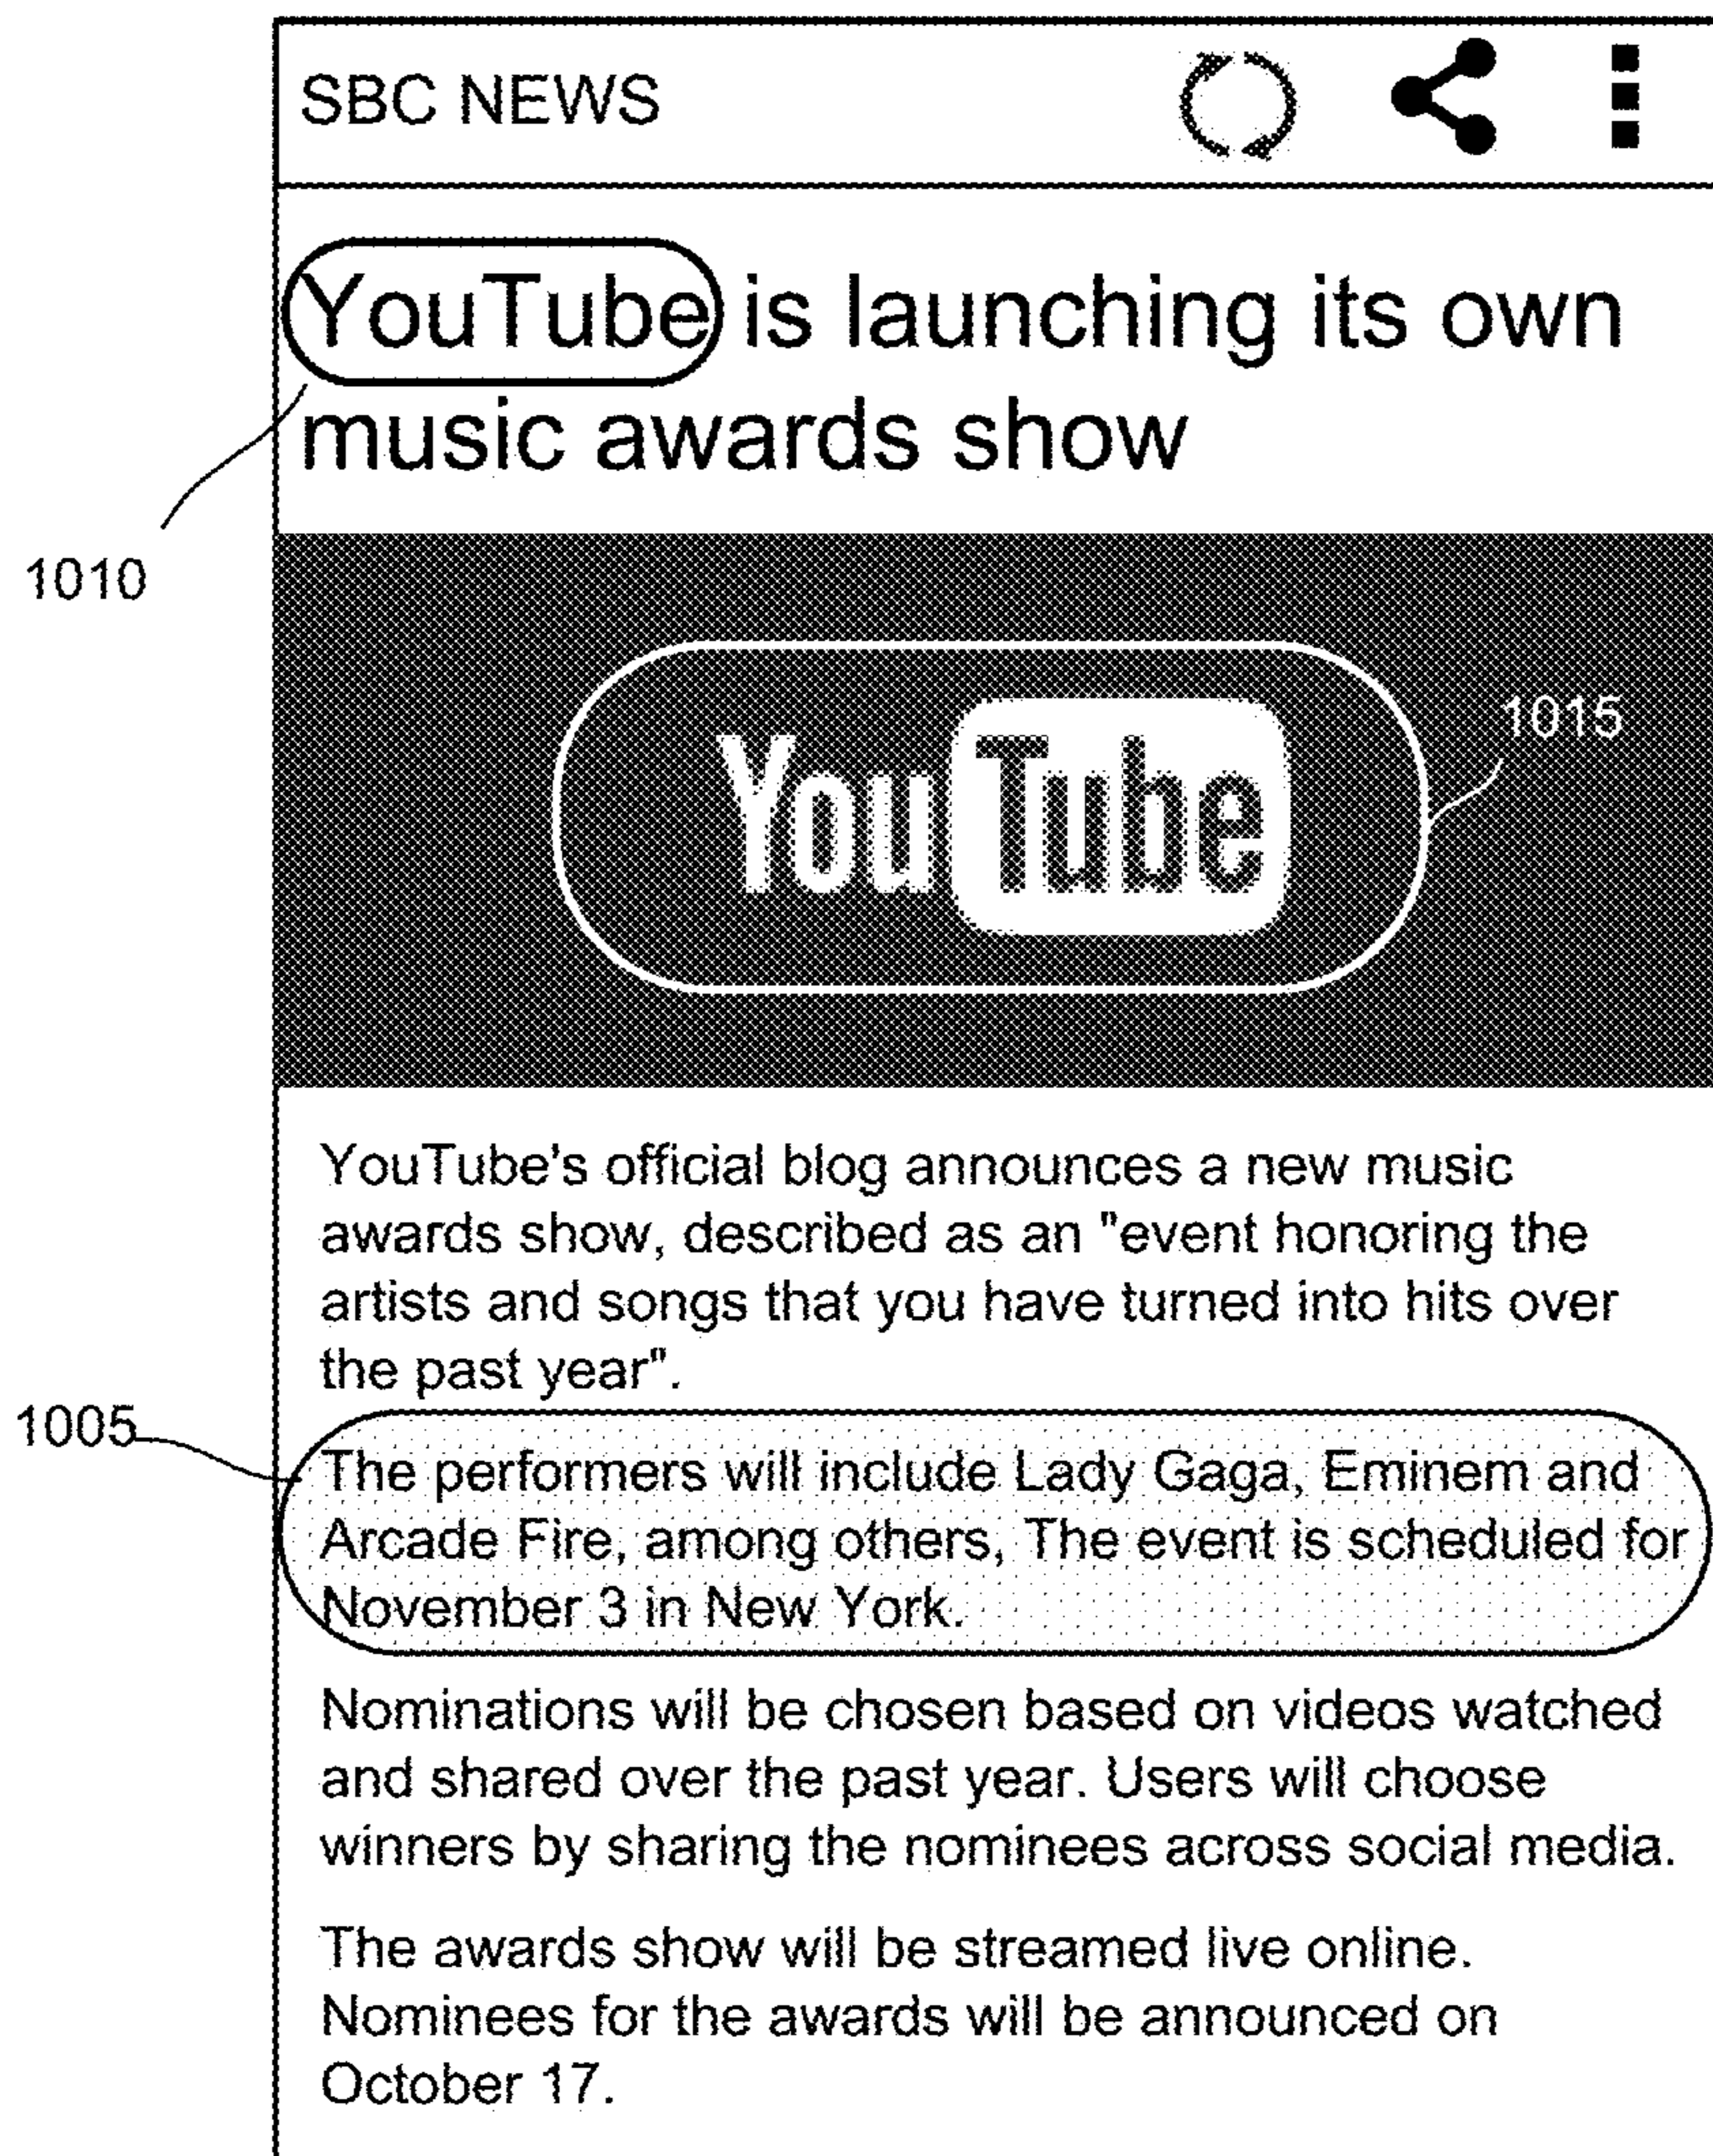 SBC NEWS
YouTube is launching its own
music awards show
1010
1015
YouTube
YouTube's official blog announces a new music
awards show, described as an "event honoring the
artists and songs that you have turned into hits over
the past year".
1005
The performers will include Lady Gaga, Eminem and
Arcade Fire, among others, The event is scheduled for
November 3 in New York.
Nominations will be chosen based on videos watched
and shared over the past year. Users will choose
winners by sharing the nominees across social media.
The awards show will be streamed live online.
Nominees for the awards will be announced on
October 17.